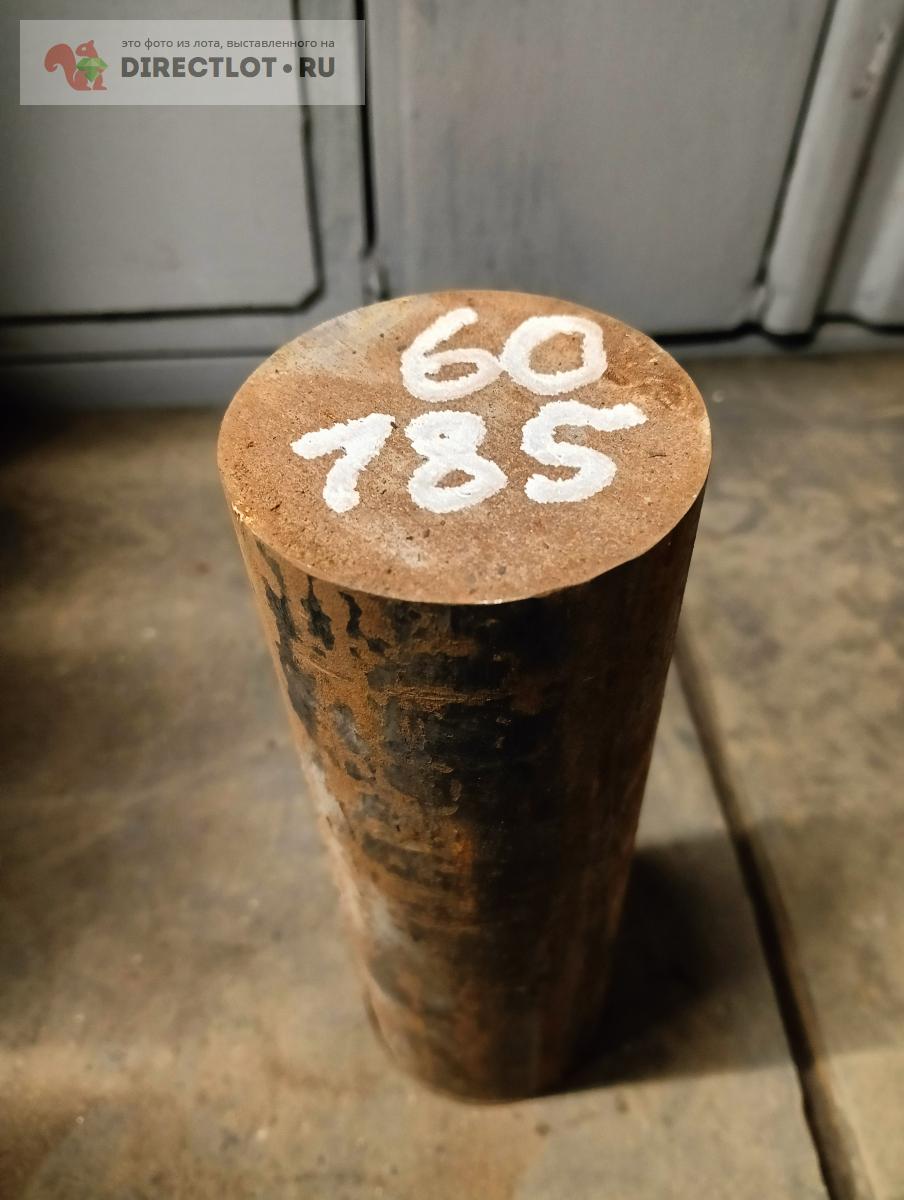 это фото из лота, выставленного на
DIRECTLOT•RU
60
185